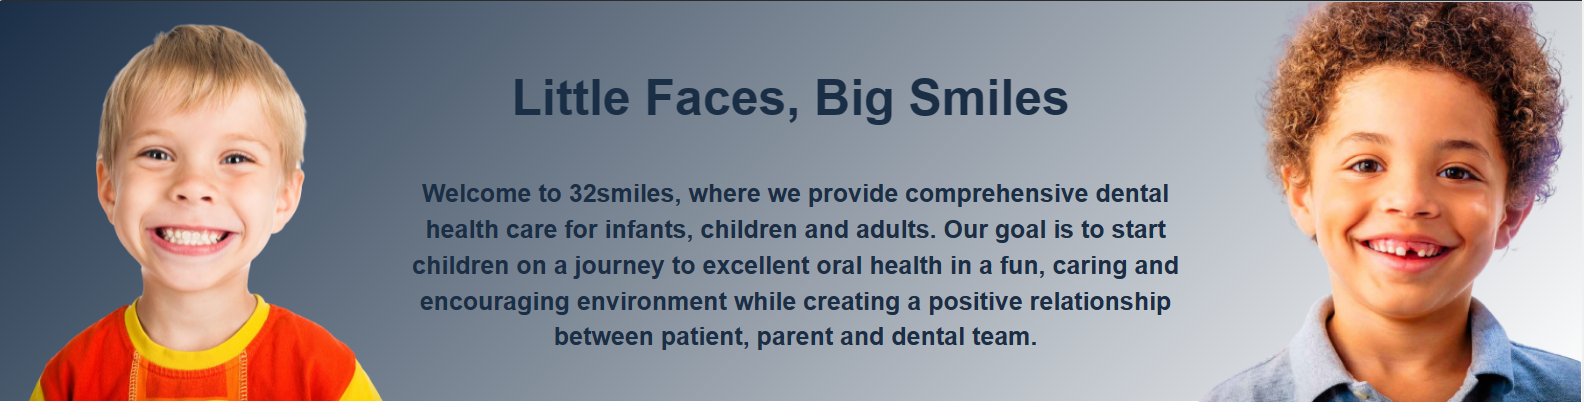 Little Faces, Big Smiles
Welcome to 32smiles, where we provide comprehensive dental
health care for infants, children and adults. Our goal is to start
children on a journey to excellent oral health in a fun, caring and
encouraging environment while creating a positive relationship
between patient, parent and dental team.